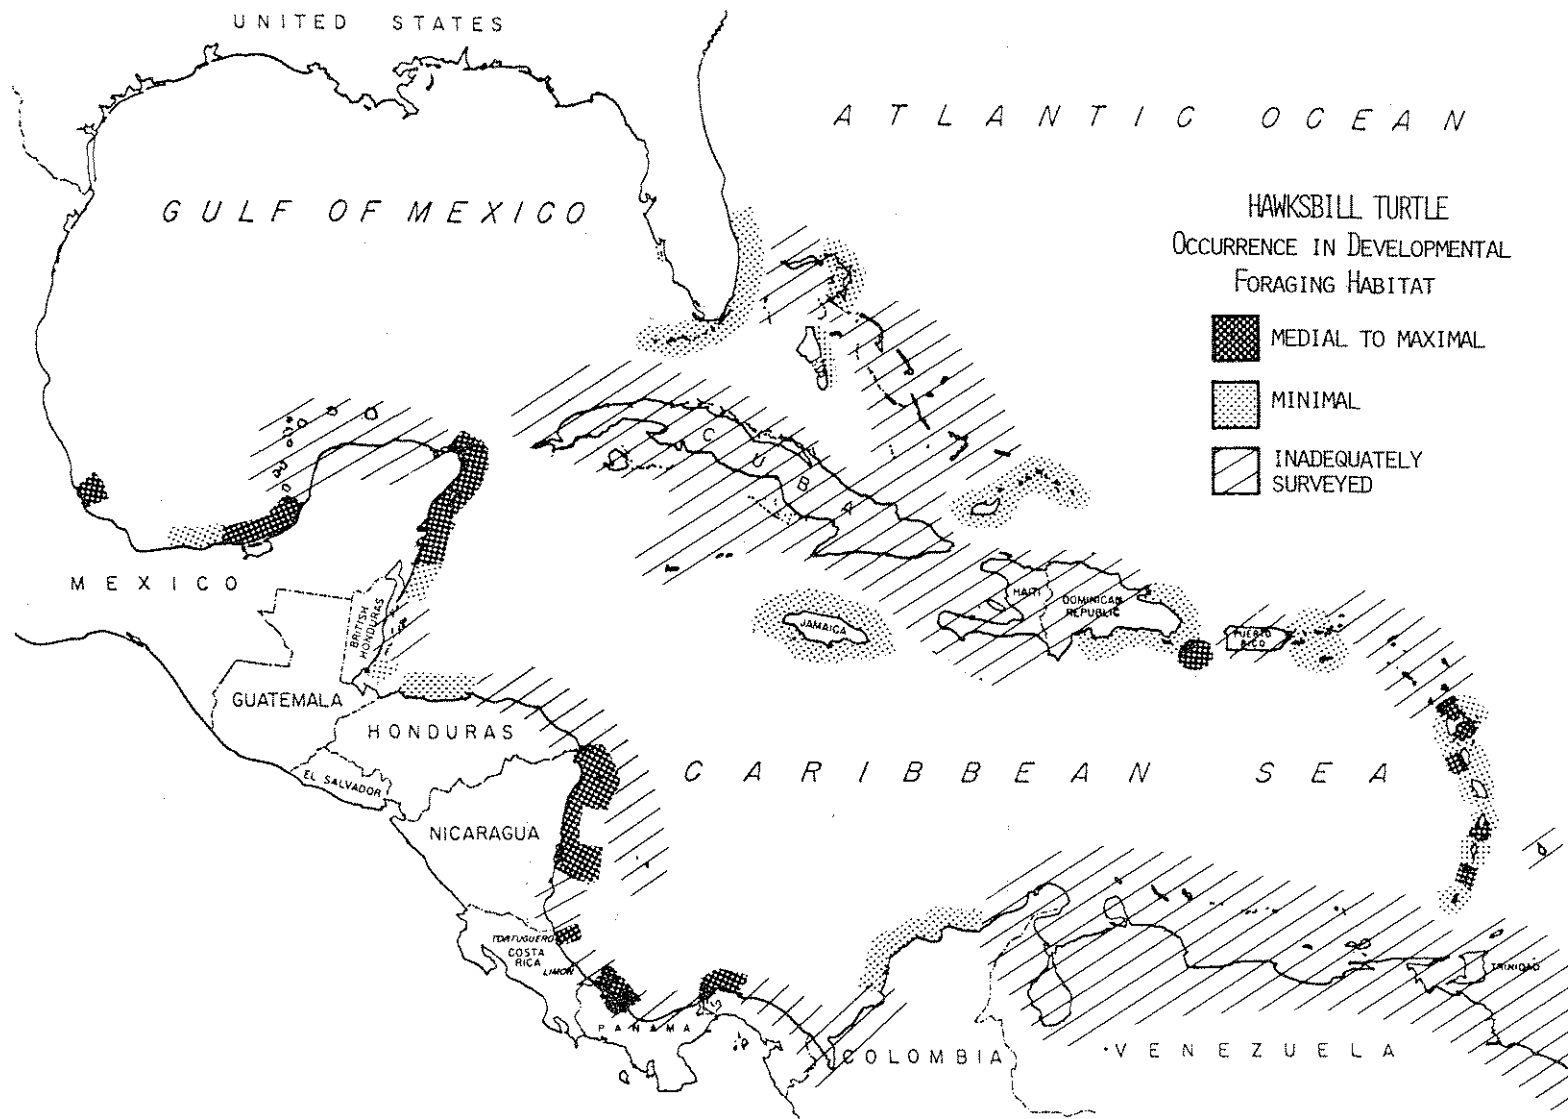 UNITED STATES
ATLANTIC OCEAN
GULF OF MEXICO
HAWKSBILL TURTLE
OCCURRENCE IN DEVELOPMENTAL
FORAGING HABITAT
MEDIAL TO MAXIMAL
MINIMAL
INADEQUATELY
SURVEYED
CUBA
MEXICO
HAITI
DOMINICAN
REPUBLIC
JAMAICA
PUERTO
RICO
BRITISH
HONDURAS
GUATEMALA
HONDURAS
EL SALVADOR
CARIBBEAN SEA
NICARAGUA
TORTUGUERO
COSTA
RICA
LIMON
TRINIDAD
PANAMA
COLOMBIA
VENEZUELA